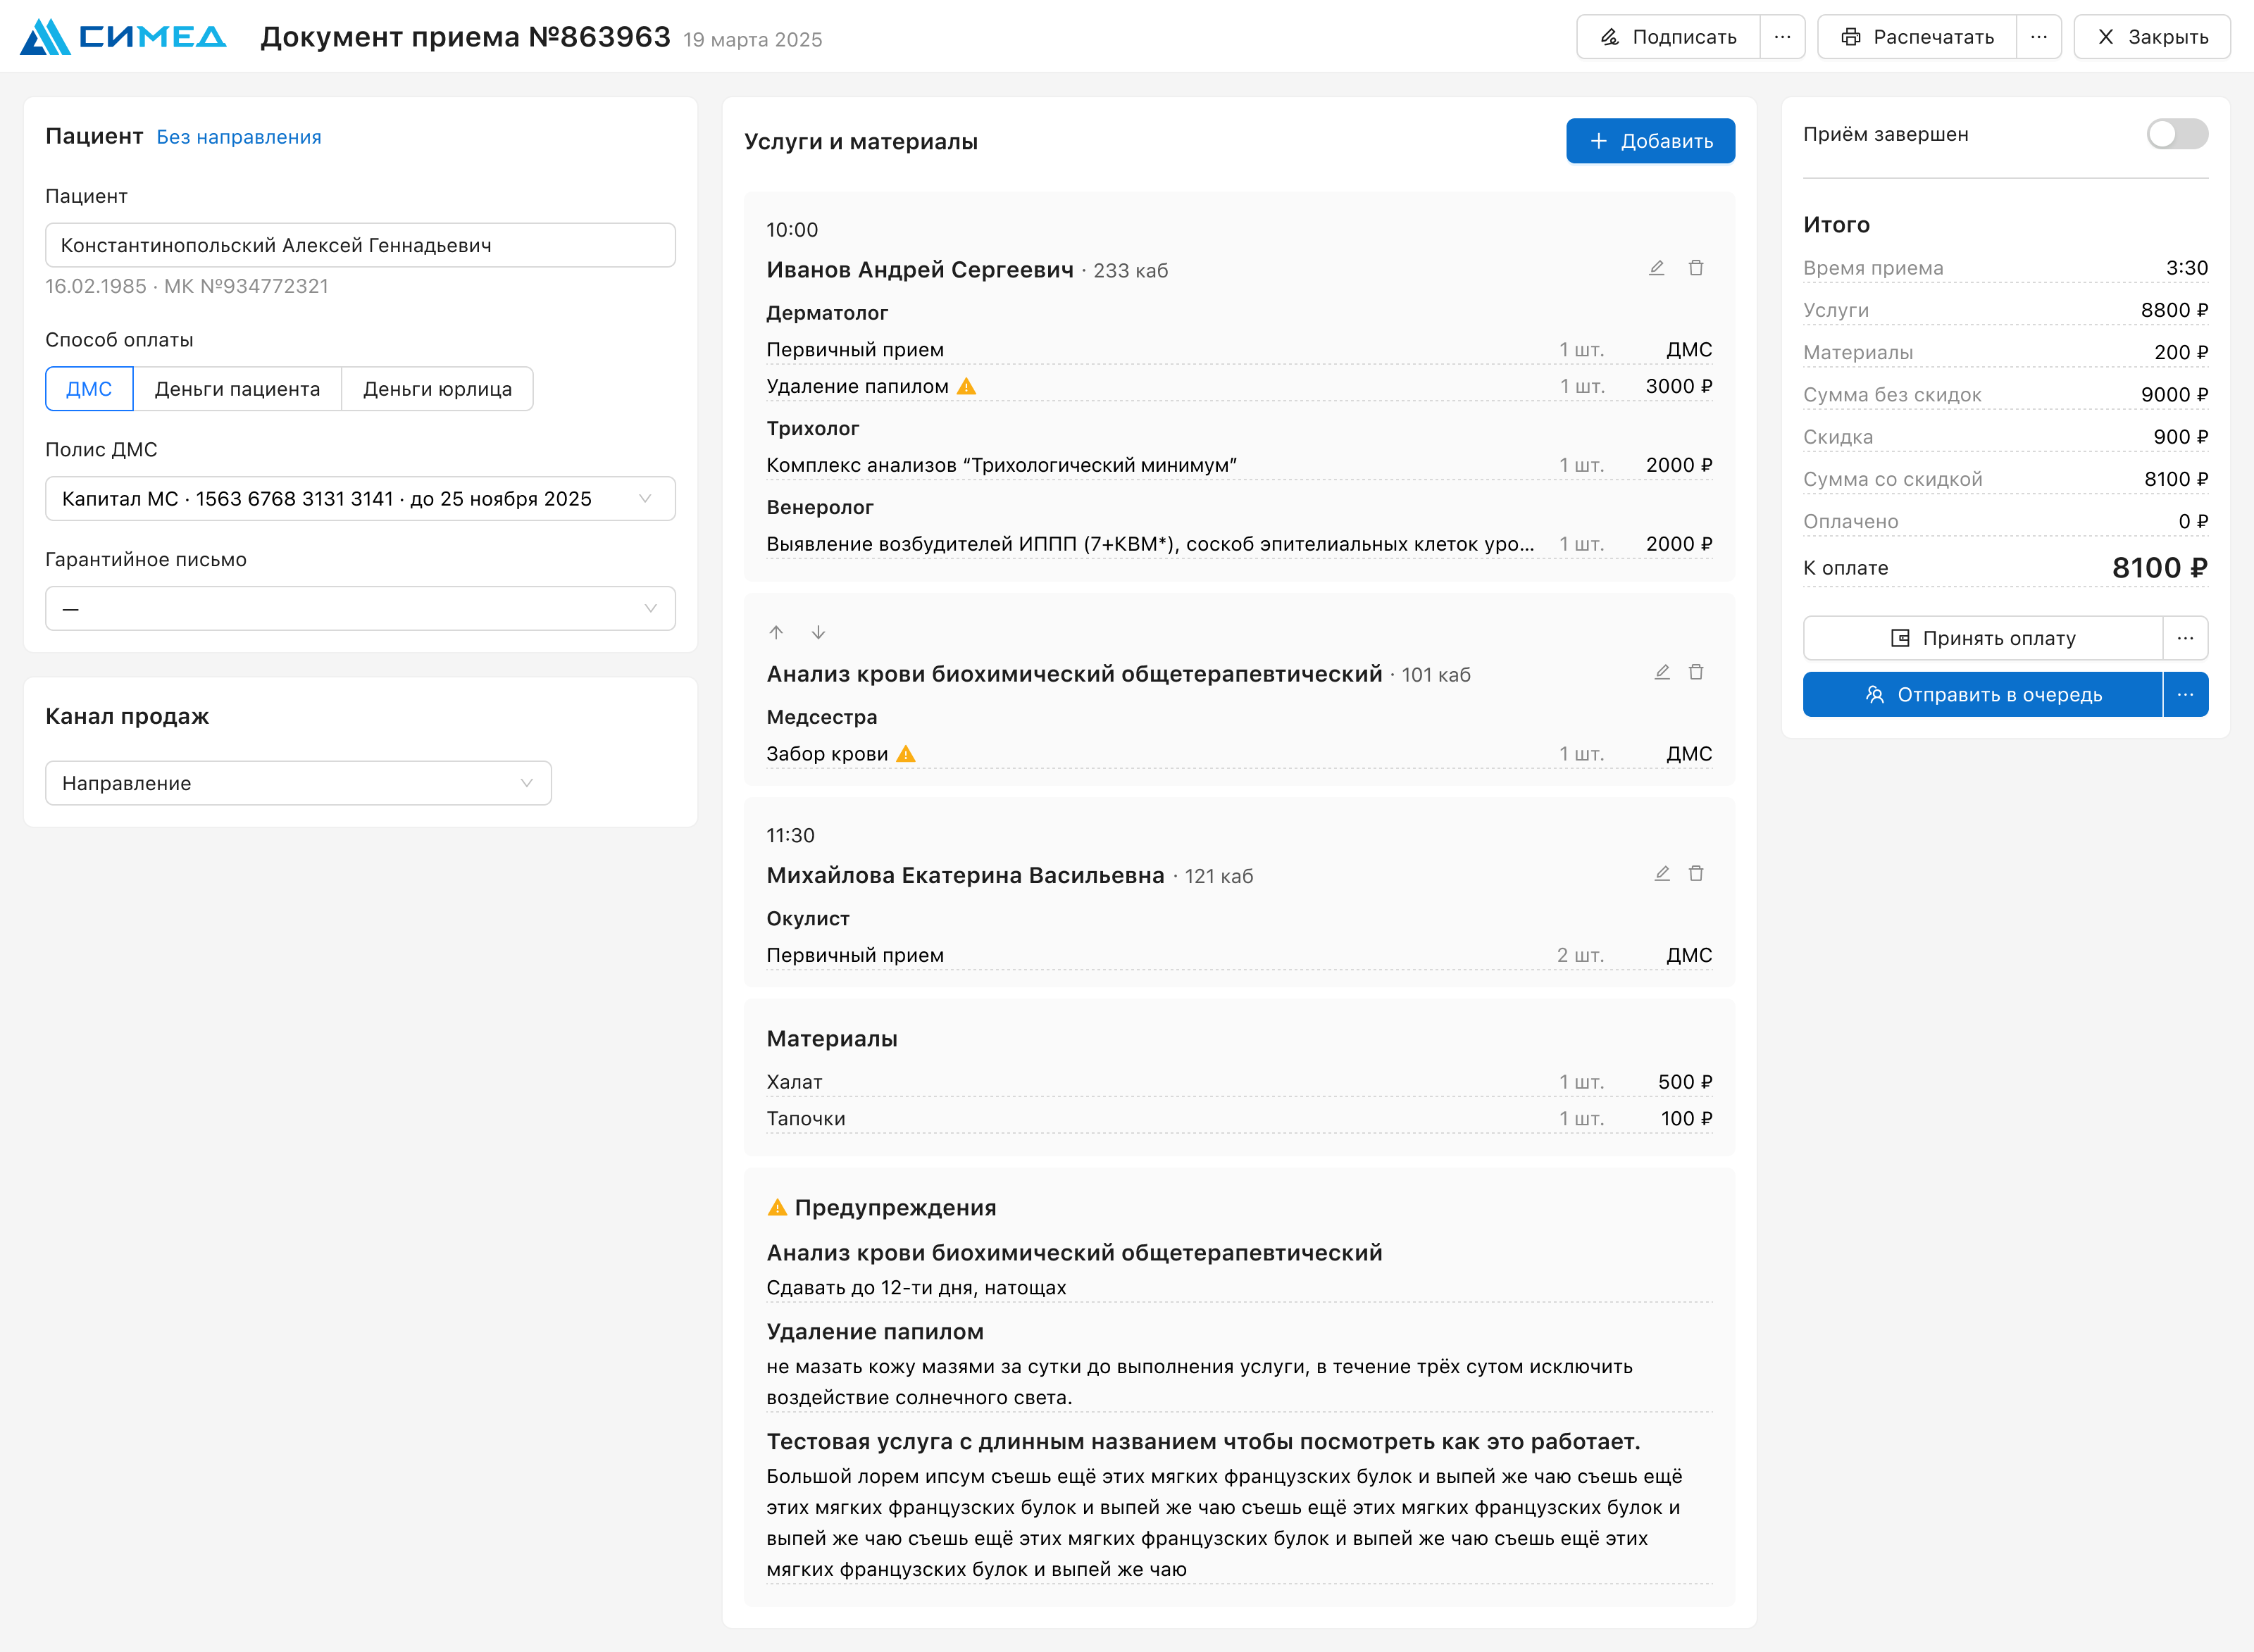 СИМЕД
Документ приема №863963 19 марта 2025
Подписать ···
Распечатать ···
Закрыть
Пациент Без направления
Пациент
Константинопольский Алексей Геннадьевич
16.02.1985 · МК №934772321
Способ оплаты
ДМС Деньги пациента Деньги юрлица
Полис ДМС
Капитал МС · 1563 6768 3131 3141 · до 25 ноября 2025
Гарантийное письмо
—
Канал продаж
Направление
Услуги и материалы
+ Добавить
10:00
Иванов Андрей Сергеевич · 233 каб
Дерматолог
Первичный прием 1 шт. ДМС
Удаление папилом 1 шт. 3000 ₽
Трихолог
Комплекс анализов “Трихологический минимум” 1 шт. 2000 ₽
Венеролог
Выявление возбудителей ИППП (7+КВМ*), соскоб эпителиальных клеток уро... 1 шт. 2000 ₽
Анализ крови биохимический общетерапевтический · 101 каб
Медсестра
Забор крови 1 шт. ДМС
11:30
Михайлова Екатерина Васильевна · 121 каб
Окулист
Первичный прием 2 шт. ДМС
Материалы
Халат 1 шт. 500 ₽
Тапочки 1 шт. 100 ₽
Предупреждения
Анализ крови биохимический общетерапевтический
Сдавать до 12-ти дня, натощах
Удаление папилом
не мазать кожу мазями за сутки до выполнения услуги, в течение трёх сутом исключить
воздействие солнечного света.
Тестовая услуга с длинным названием чтобы посмотреть как это работает.
Большой лорем ипсум съешь ещё этих мягких французских булок и выпей же чаю съешь ещё
этих мягких французских булок и выпей же чаю съешь ещё этих мягких французских булок и
выпей же чаю съешь ещё этих мягких французских булок и выпей же чаю съешь ещё этих
мягких французских булок и выпей же чаю
Приём завершен
Итого
Время приема 3:30
Услуги 8800 ₽
Материалы 200 ₽
Сумма без скидок 9000 ₽
Скидка 900 ₽
Сумма со скидкой 8100 ₽
Оплачено 0 ₽
К оплате 8100 ₽
Принять оплату ···
Отправить в очередь ···